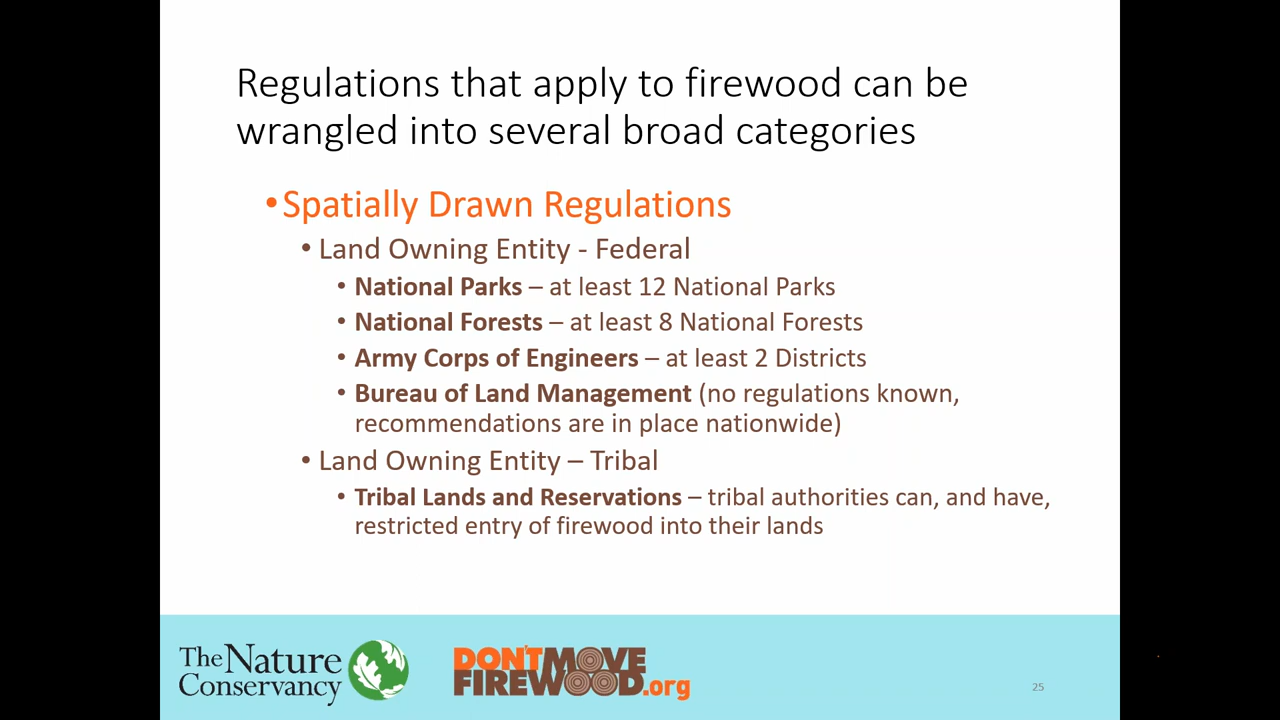 Regulations that apply to firewood can be
wrangled into several broad categories
•Spatially Drawn Regulations
• Land Owning Entity - Federal
• National Parks – at least 12 National Parks
• National Forests – at least 8 National Forests
• Army Corps of Engineers – at least 2 Districts
• Bureau of Land Management (no regulations known,
recommendations are in place nationwide)
• Land Owning Entity – Tribal
• Tribal Lands and Reservations – tribal authorities can, and have,
restricted entry of firewood into their lands
The Nature
Conservancy
DON'T MOVE
FIREWOOD.org
25